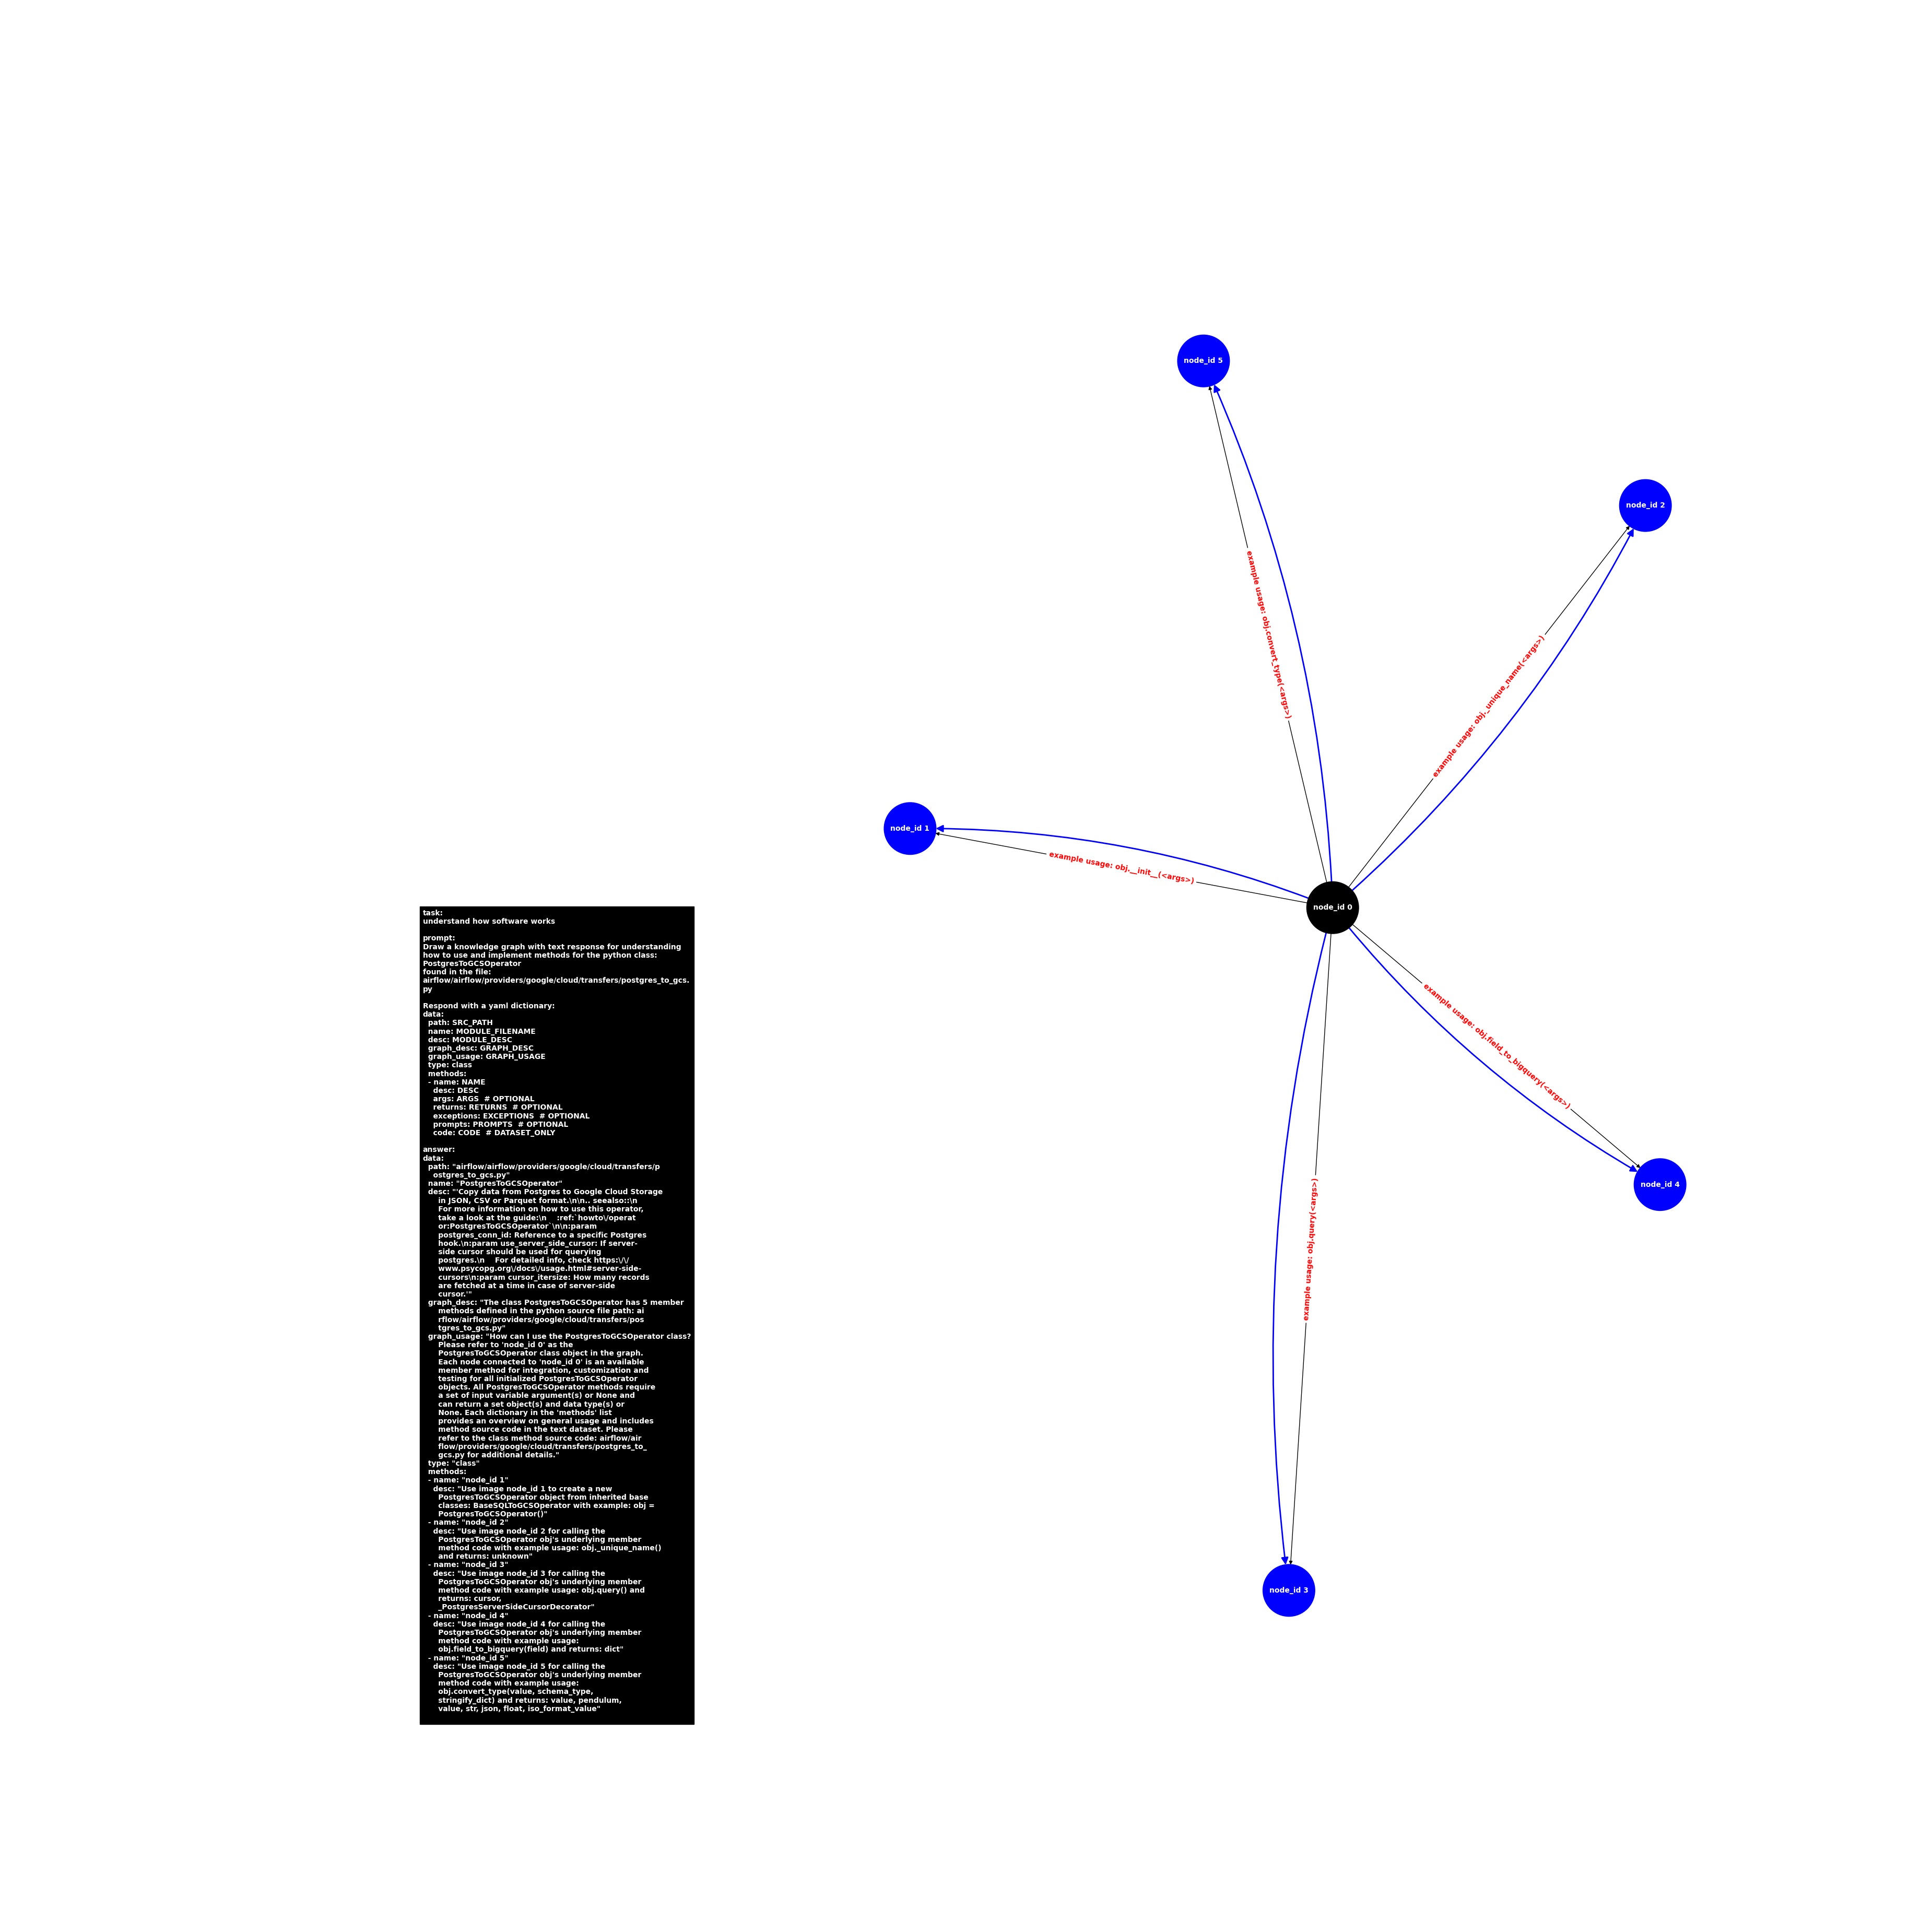 task:
understand how software works

prompt:
Draw a knowledge graph with text response for understanding
how to use and implement methods for the python class:
PostgresToGCSOperator
found in the file:
airflow/airflow/providers/google/cloud/transfers/postgres_to_gcs.
py

Respond with a yaml dictionary:
data:
  path: SRC_PATH
  name: MODULE_FILENAME
  desc: MODULE_DESC
  graph_desc: GRAPH_DESC
  graph_usage: GRAPH_USAGE
  type: class
  methods:
  - name: NAME
    desc: DESC
    args: ARGS  # OPTIONAL
    returns: RETURNS  # OPTIONAL
    exceptions: EXCEPTIONS  # OPTIONAL
    prompts: PROMPTS  # OPTIONAL
    code: CODE  # DATASET_ONLY

answer:
data:
  path: "airflow/airflow/providers/google/cloud/transfers/p
    ostgres_to_gcs.py"
  name: "PostgresToGCSOperator"
  desc: "'Copy data from Postgres to Google Cloud Storage
      in JSON, CSV or Parquet format.\n\n.. seealso::\n
      For more information on how to use this operator,
      take a look at the guide:\n    :ref:`howto\/operat
      or:PostgresToGCSOperator`\n\n:param
      postgres_conn_id: Reference to a specific Postgres
      hook.\n:param use_server_side_cursor: If server-
      side cursor should be used for querying
      postgres.\n    For detailed info, check https:\/\/
      www.psycopg.org\/docs\/usage.html#server-side-
      cursors\n:param cursor_itersize: How many records
      are fetched at a time in case of server-side
      cursor.'"
  graph_desc: "The class PostgresToGCSOperator has 5 member
      methods defined in the python source file path: ai
      rflow/airflow/providers/google/cloud/transfers/pos
      tgres_to_gcs.py"
  graph_usage: "How can I use the PostgresToGCSOperator class?
      Please refer to 'node_id 0' as the
      PostgresToGCSOperator class object in the graph.
      Each node connected to 'node_id 0' is an available
      member method for integration, customization and
      testing for all initialized PostgresToGCSOperator
      objects. All PostgresToGCSOperator methods require
      a set of input variable argument(s) or None and
      can return a set object(s) and data type(s) or
      None. Each dictionary in the 'methods' list
      provides an overview on general usage and includes
      method source code in the text dataset. Please
      refer to the class method source code: airflow/air
      flow/providers/google/cloud/transfers/postgres_to_
      gcs.py for additional details."
  type: "class"
  methods:
  - name: "node_id 1"
    desc: "Use image node_id 1 to create a new
      PostgresToGCSOperator object from inherited base
      classes: BaseSQLToGCSOperator with example: obj =
      PostgresToGCSOperator()"
  - name: "node_id 2"
    desc: "Use image node_id 2 for calling the
      PostgresToGCSOperator obj's underlying member
      method code with example usage: obj._unique_name()
      and returns: unknown"
  - name: "node_id 3"
    desc: "Use image node_id 3 for calling the
      PostgresToGCSOperator obj's underlying member
      method code with example usage: obj.query() and
      returns: cursor,
      _PostgresServerSideCursorDecorator"
  - name: "node_id 4"
    desc: "Use image node_id 4 for calling the
      PostgresToGCSOperator obj's underlying member
      method code with example usage:
      obj.field_to_bigquery(field) and returns: dict"
  - name: "node_id 5"
    desc: "Use image node_id 5 for calling the
      PostgresToGCSOperator obj's underlying member
      method code with example usage:
      obj.convert_type(value, schema_type,
      stringify_dict) and returns: value, pendulum,
      value, str, json, float, iso_format_value"
node_id 5
node_id 2
example usage: obj.convert_type(<args>)
example usage: obj._unique_name(<args>)
node_id 1
example usage: obj.__init__(<args>)
node_id 0
example usage: obj.field_to_bigquery(<args>)
node_id 4
example usage: obj.query(<args>)
node_id 3